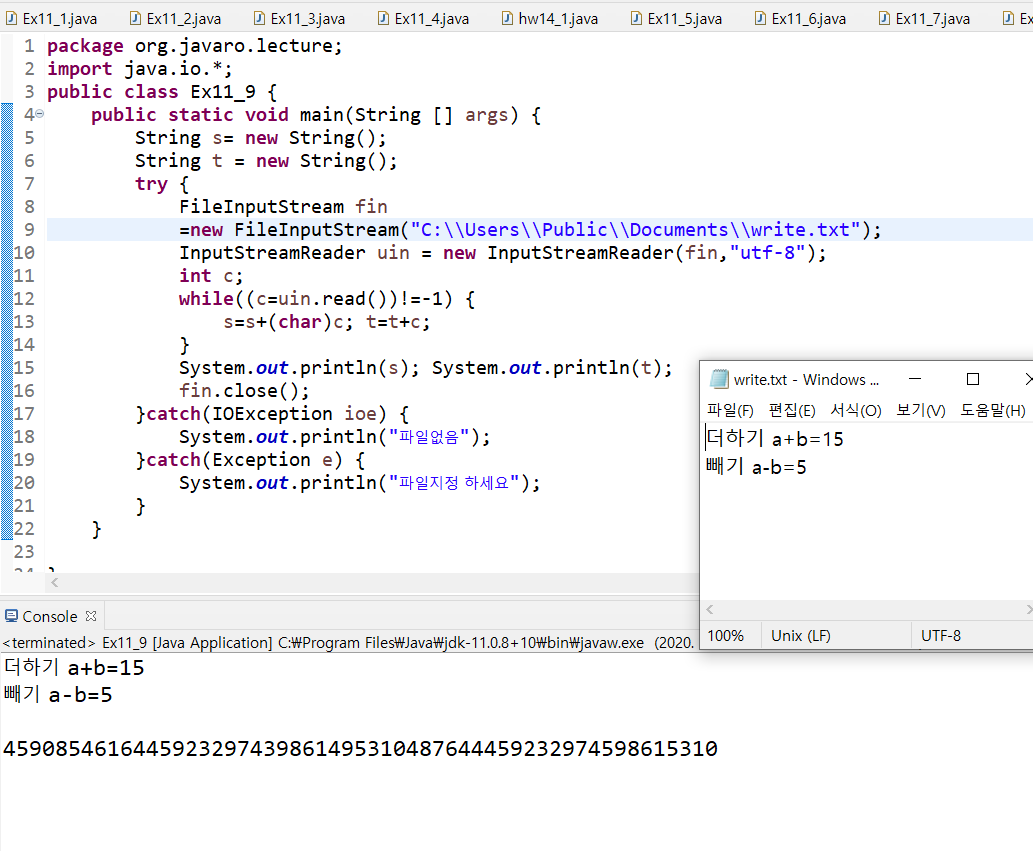 Ex11_1.java Ex11_2.java Ex11_3.java Ex11_4.java hw14_1.java Ex11_5.java Ex11_6.java Ex11_7.java Ex
1 package org.javaro.lecture;
2 import java.io.*;
3 public class Ex11_9 {
4 public static void main(String [] args) {
5 String s= new String();
6 String t = new String();
7 try {
8 FileInputStream fin
9 =new FileInputStream("C:\\Users\\Public\\Documents\\write.txt");
10 InputStreamReader uin = new InputStreamReader(fin,"utf-8");
11 int c;
12 while((c=uin.read())!=-1) {
13 s=s+(char)c; t=t+c;
14 }
15 System.out.println(s); System.out.println(t);
16 fin.close();
17 }catch(IOException ioe) {
18 System.out.println("파일없음");
19 }catch(Exception e) {
20 System.out.println("파일지정 하세요");
21 }
22 }
23
24 }
write.txt - Windows ...
파일(F) 편집(E) 서식(O) 보기(V) 도움말(H)
더하기 a+b=15
빼기 a-b=5
100% Unix (LF) UTF-8
Console
<terminated> Ex11_9 [Java Application] C:₩Program Files₩Java₩jdk-11.0.8+10₩bin₩javaw.exe (2020.
더하기 a+b=15
빼기 a-b=5
4590854616445923297439861495310487644459232974598615310